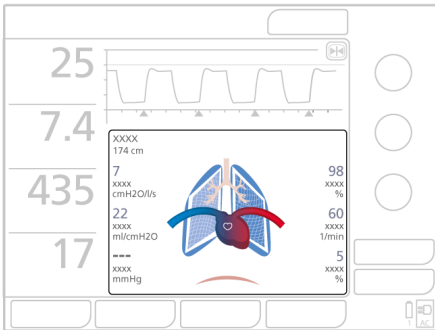 25
7.4
435
17
XXXX
174 cm
7
xxxx
cmH2O/l/s
22
xxxx
ml/cmH2O
---
xxxx
mmHg
98
xxxx
%
60
xxxx
1/min
5
xxxx
%
1 AC